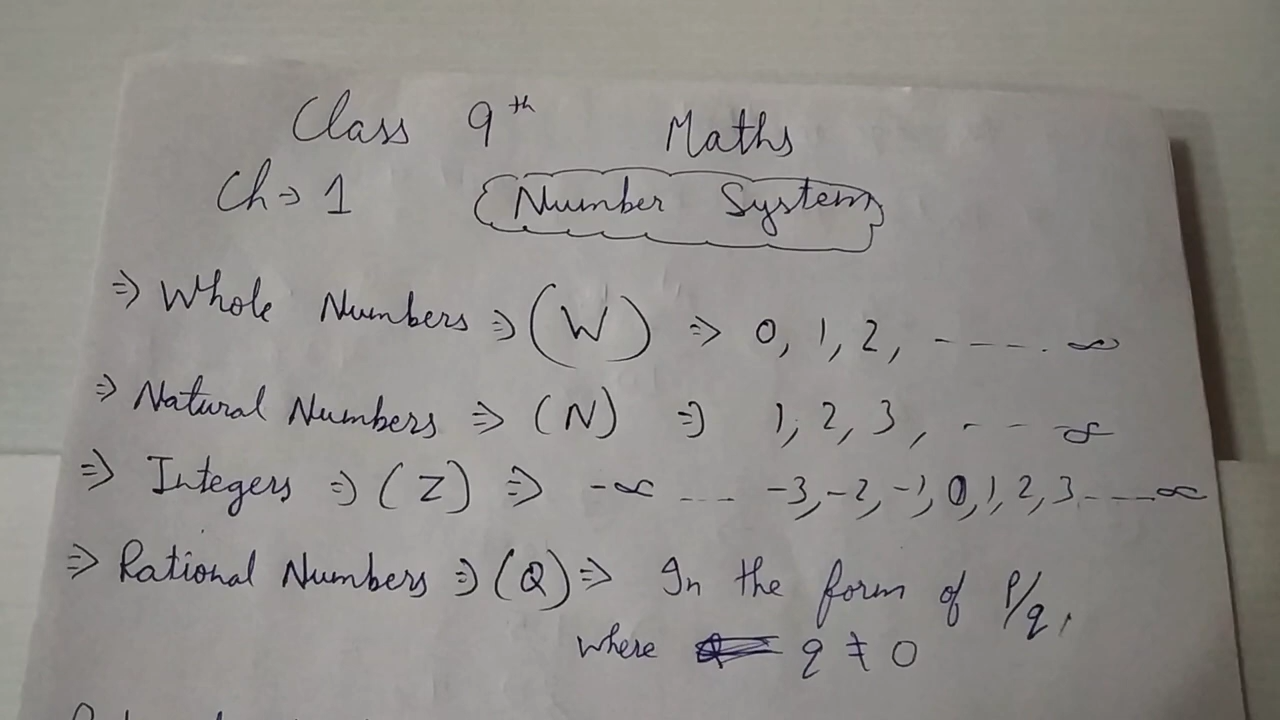 Class 9th Maths
Ch ⇒ 1 Number System
⇒ Whole Numbers ⇒ (W) ⇒ 0, 1, 2, ----. ∞
⇒ Natural Numbers ⇒ (N) ⇒ 1, 2, 3, - - - ∞
⇒ Integers ⇒ (Z) ⇒ -∞ --- -3, -2, -1, 0, 1, 2, 3 ---- ∞
⇒ Rational Numbers ⇒ (Q) ⇒ In the form of P/q,
where q ≠ 0